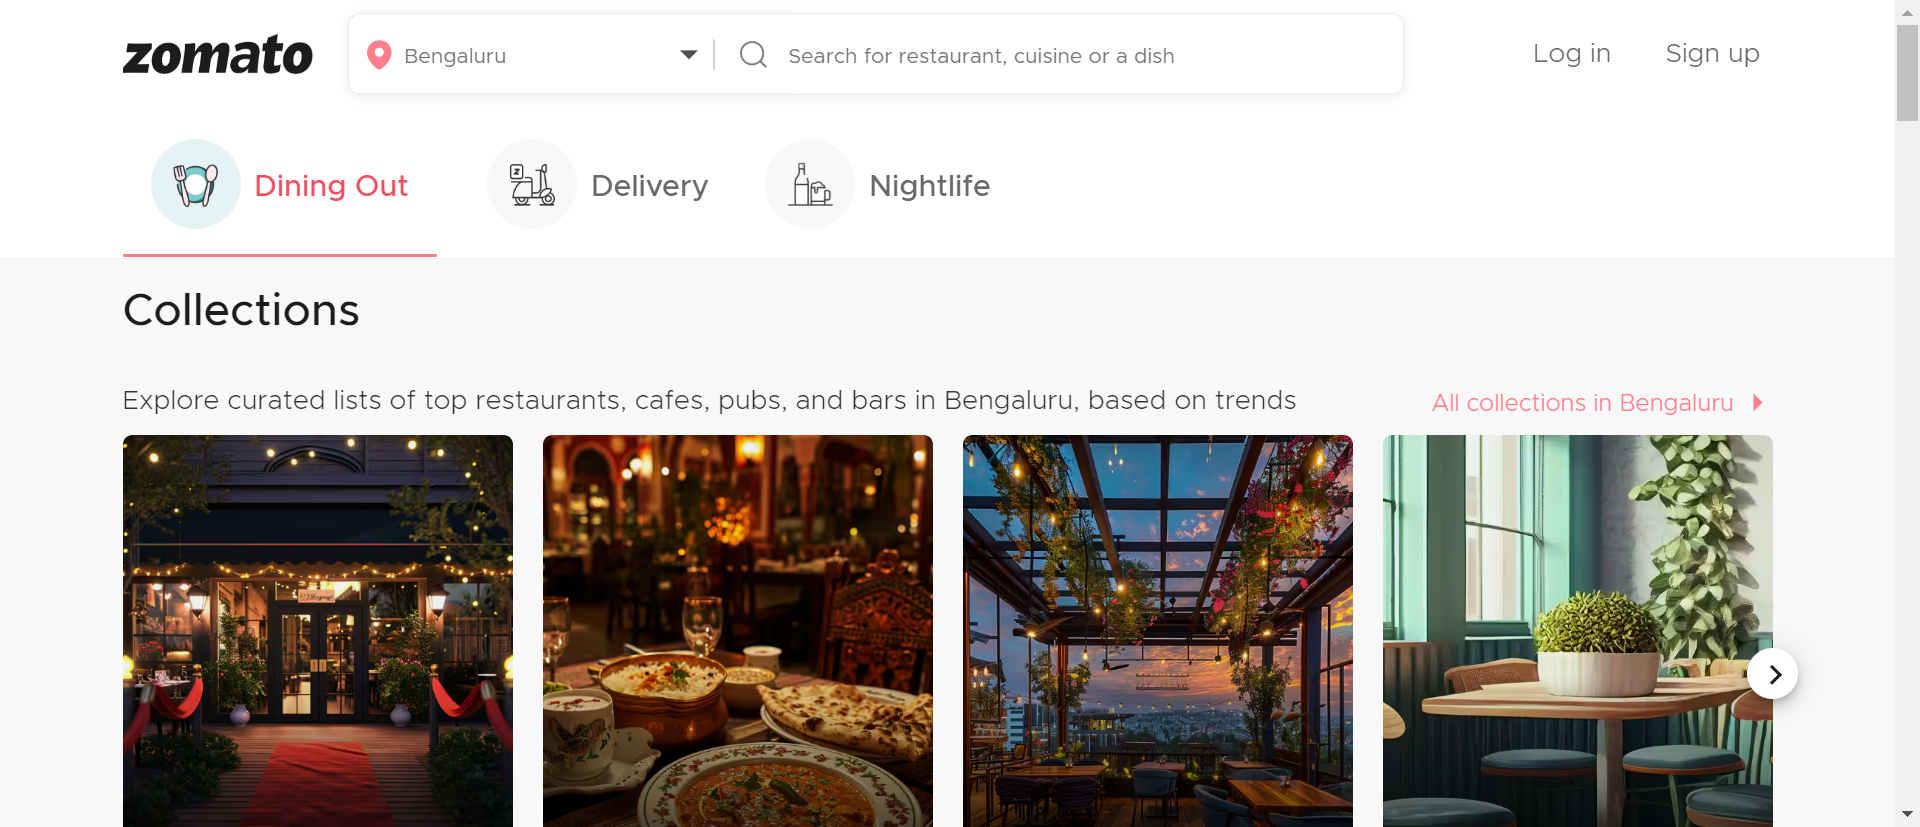 zomato
Bengaluru
Search for restaurant, cuisine or a dish
Log in
Sign up
Dining Out
Delivery
Nightlife
Collections
Explore curated lists of top restaurants, cafes, pubs, and bars in Bengaluru, based on trends
All collections in Bengaluru